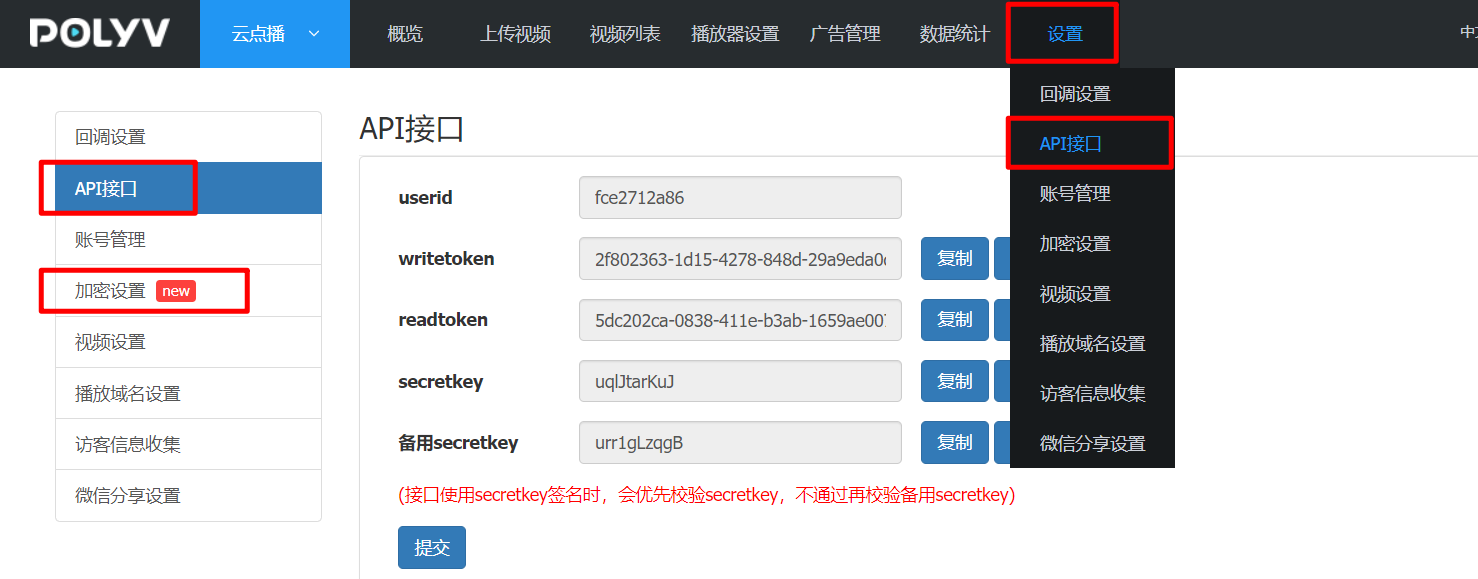 POLYV 云点播 概览 上传视频 视频列表 播放器设置 广告管理 数据统计 设置
回调设置
API接口
账号管理
加密设置
视频设置
播放域名设置
访客信息收集
微信分享设置
回调设置
API接口
账号管理
加密设置 new
视频设置
播放域名设置
访客信息收集
微信分享设置
API接口
userid fce2712a86
writetoken 2f802363-1d15-4278-848d-29a9eda0 复制
readtoken 5dc202ca-0838-411e-b3ab-1659ae00 复制
secretkey uqlJtarKuJ 复制
备用secretkey urr1gLzqgB 复制
(接口使用secretkey签名时，会优先校验secretkey，不通过再校验备用secretkey)
提交